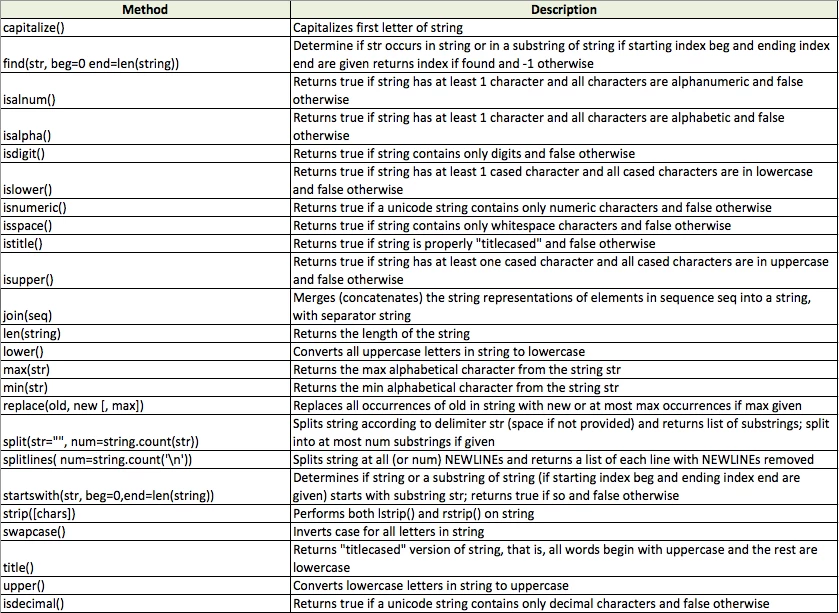 Method Description
capitalize() Capitalizes first letter of string
Determine if str occurs in string or in a substring of string if starting index beg and ending index
find(str, beg=0 end=len(string)) end are given returns index if found and -1 otherwise
Returns true if string has at least 1 character and all characters are alphanumeric and false
isalnum() otherwise
Returns true if string has at least 1 character and all characters are alphabetic and false
isalpha() otherwise
isdigit() Returns true if string contains only digits and false otherwise
Returns true if string has at least 1 cased character and all cased characters are in lowercase
islower() and false otherwise
isnumeric() Returns true if a unicode string contains only numeric characters and false otherwise
isspace() Returns true if string contains only whitespace characters and false otherwise
istitle() Returns true if string is properly "titlecased" and false otherwise
Returns true if string has at least one cased character and all cased characters are in uppercase
isupper() and false otherwise
Merges (concatenates) the string representations of elements in sequence seq into a string,
join(seq) with separator string
len(string) Returns the length of the string
lower() Converts all uppercase letters in string to lowercase
max(str) Returns the max alphabetical character from the string str
min(str) Returns the min alphabetical character from the string str
replace(old, new [, max]) Replaces all occurrences of old in string with new or at most max occurrences if max given
Splits string according to delimiter str (space if not provided) and returns list of substrings; split
split(str="", num=string.count(str)) into at most num substrings if given
splitlines( num=string.count('\n')) Splits string at all (or num) NEWLINEs and returns a list of each line with NEWLINEs removed
Determines if string or a substring of string (if starting index beg and ending index end are
startswith(str, beg=0,end=len(string)) given) starts with substring str; returns true if so and false otherwise
strip([chars]) Performs both lstrip() and rstrip() on string
swapcase() Inverts case for all letters in string
Returns "titlecased" version of string, that is, all words begin with uppercase and the rest are
title() lowercase
upper() Converts lowercase letters in string to uppercase
isdecimal() Returns true if a unicode string contains only decimal characters and false otherwise